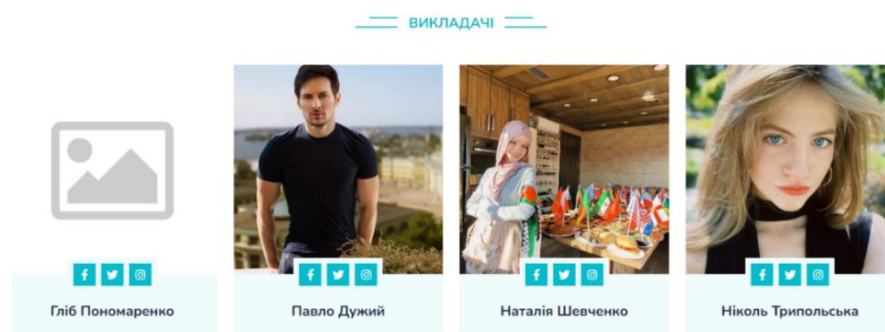 ВИКЛАДАЧІ
Гліб Пономаренко
Павло Дужий
Наталія Шевченко
Ніколь Трипольська